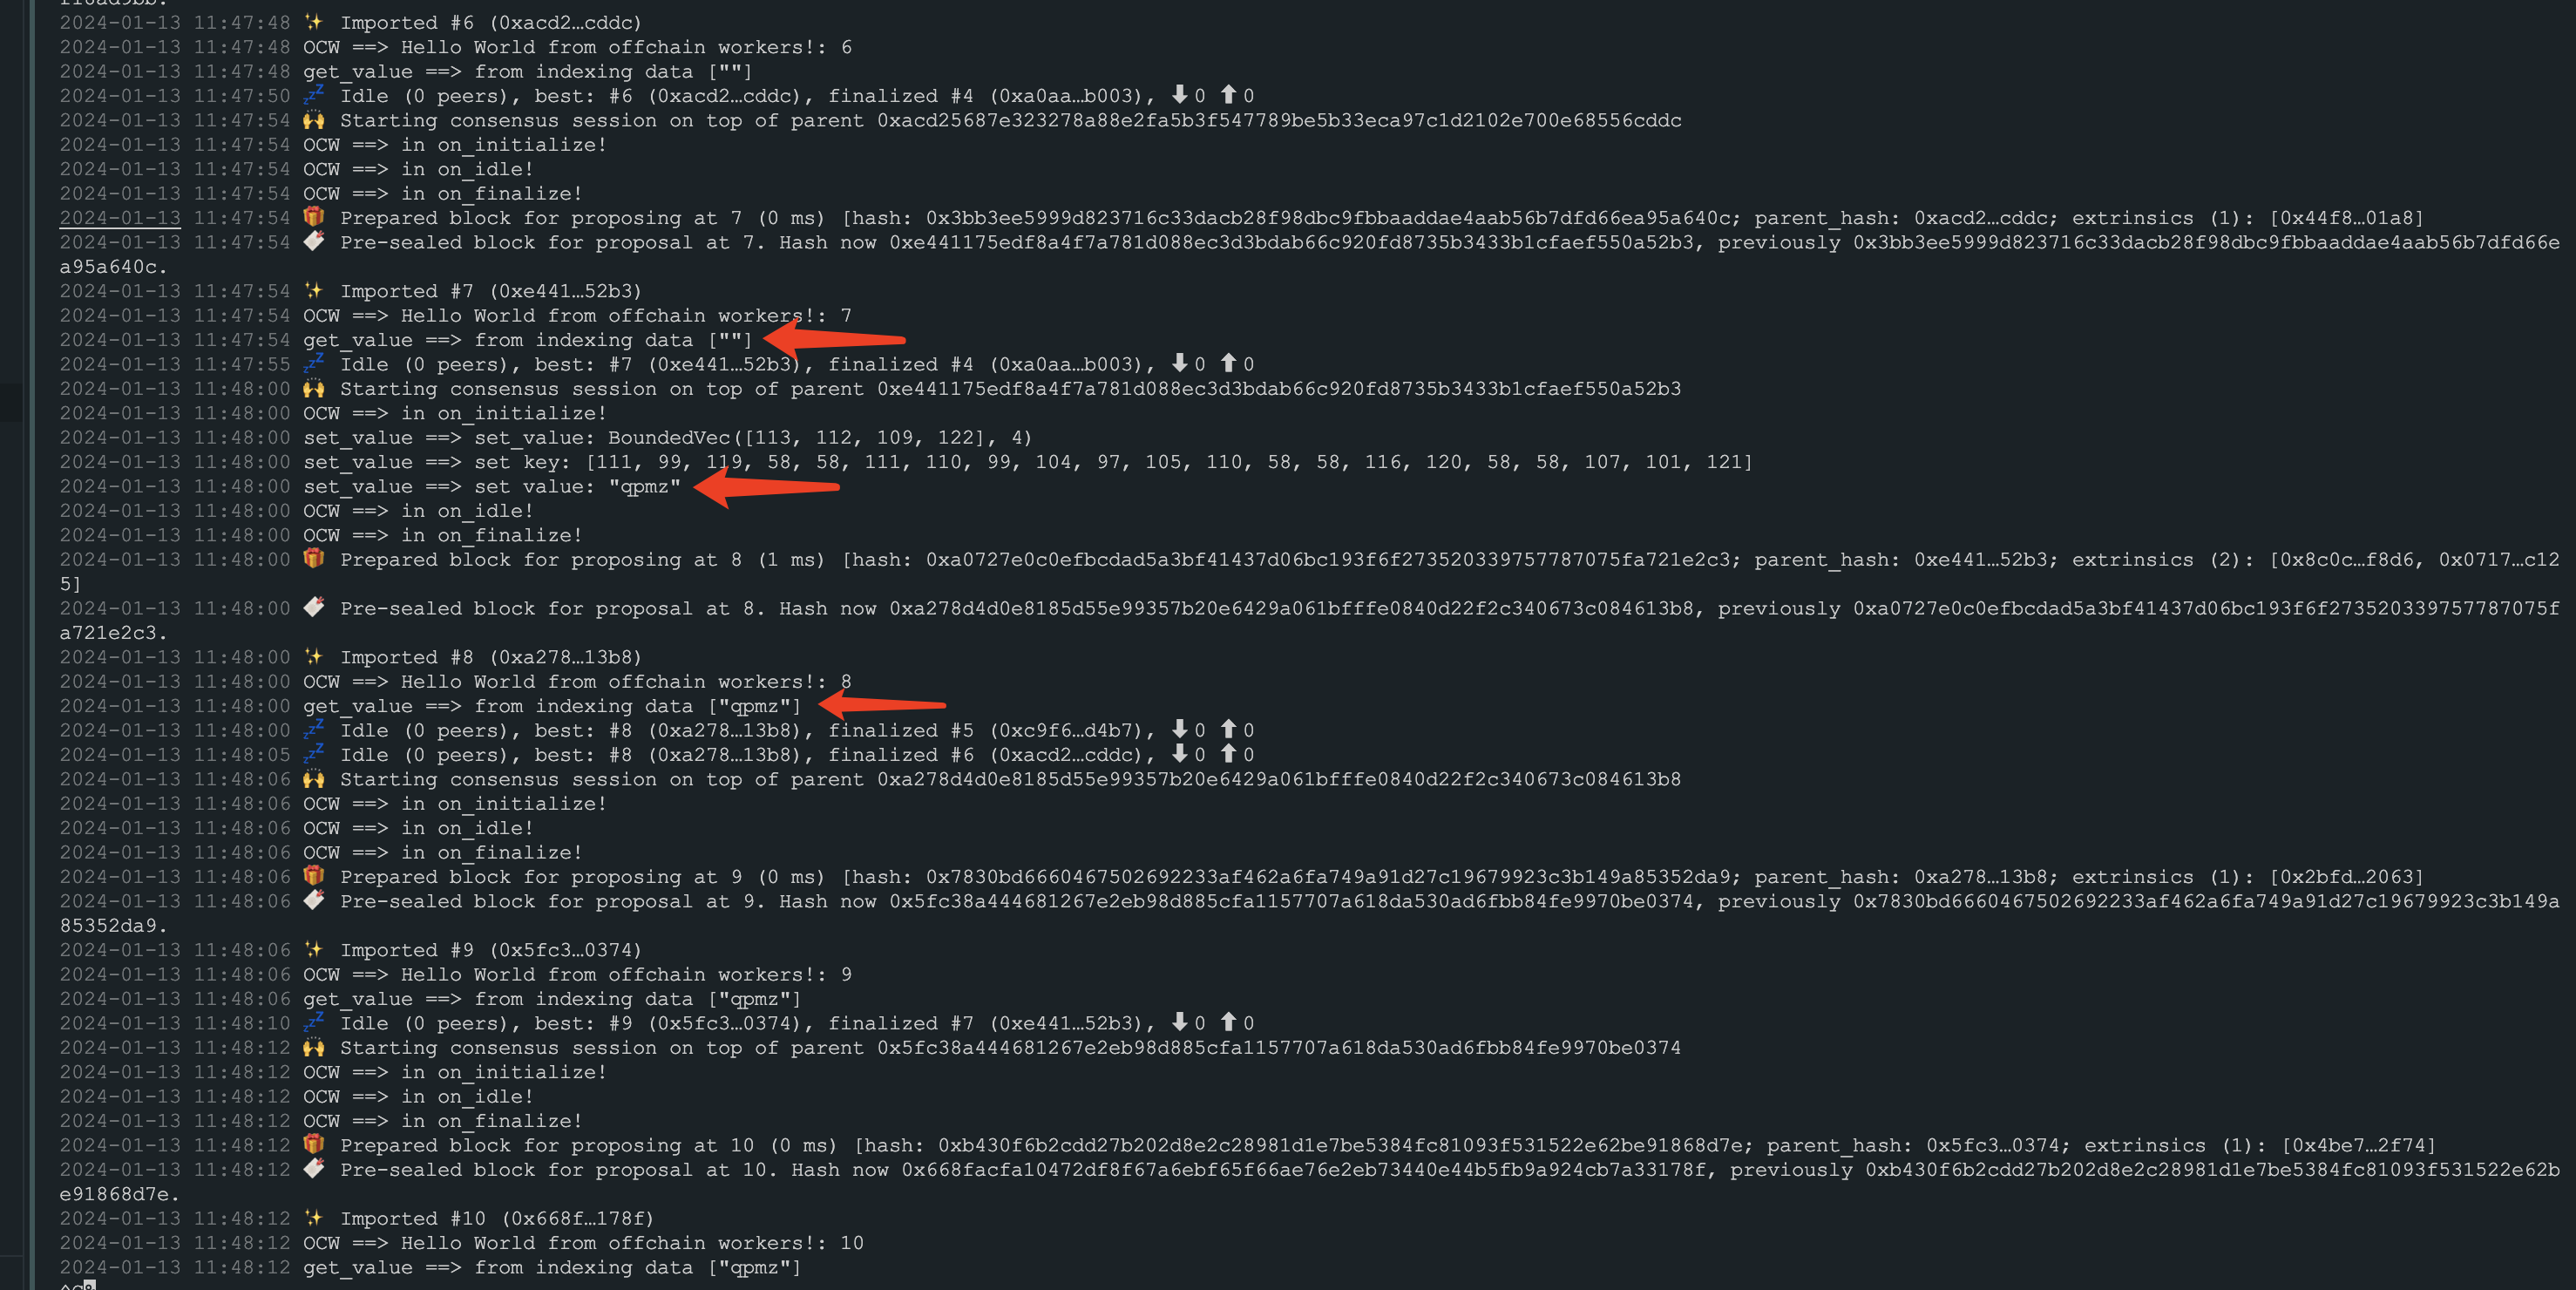 2024-01-13 11:47:48 ✨ Imported #6 (0xacd2…cddc)
2024-01-13 11:47:48 OCW ==> Hello World from offchain workers!: 6
2024-01-13 11:47:48 get_value ==> from indexing data [""]
2024-01-13 11:47:50 💤 Idle (0 peers), best: #6 (0xacd2…cddc), finalized #4 (0xa0aa…b003), ⬇ 0 ⬆ 0
2024-01-13 11:47:54 🙌 Starting consensus session on top of parent 0xacd25687e323278a88e2fa5b3f547789be5b33eca97c1d2102e700e68556cddc
2024-01-13 11:47:54 OCW ==> in on_initialize!
2024-01-13 11:47:54 OCW ==> in on_idle!
2024-01-13 11:47:54 OCW ==> in on_finalize!
2024-01-13 11:47:54 🎁 Prepared block for proposing at 7 (0 ms) [hash: 0x3bb3ee5999d823716c33dacb28f98dbc9fbbaaddae4aab56b7dfd66ea95a640c; parent_hash: 0xacd2…cddc; extrinsics (1): [0x44f8…01a8]
2024-01-13 11:47:54 🔖 Pre-sealed block for proposal at 7. Hash now 0xe441175edf8a4f7a781d088ec3d3bdab66c920fd8735b3433b1cfaef550a52b3, previously 0x3bb3ee5999d823716c33dacb28f98dbc9fbbaaddae4aab56b7dfd66e
a95a640c.
2024-01-13 11:47:54 ✨ Imported #7 (0xe441…52b3)
2024-01-13 11:47:54 OCW ==> Hello World from offchain workers!: 7
2024-01-13 11:47:54 get_value ==> from indexing data [""]
2024-01-13 11:47:55 💤 Idle (0 peers), best: #7 (0xe441…52b3), finalized #4 (0xa0aa…b003), ⬇ 0 ⬆ 0
2024-01-13 11:48:00 🙌 Starting consensus session on top of parent 0xe441175edf8a4f7a781d088ec3d3bdab66c920fd8735b3433b1cfaef550a52b3
2024-01-13 11:48:00 OCW ==> in on_initialize!
2024-01-13 11:48:00 set_value ==> set_value: BoundedVec([113, 112, 109, 122], 4)
2024-01-13 11:48:00 set_value ==> set key: [111, 99, 119, 58, 58, 111, 110, 99, 104, 97, 105, 110, 58, 58, 116, 120, 58, 58, 107, 101, 121]
2024-01-13 11:48:00 set_value ==> set value: "qpmz"
2024-01-13 11:48:00 OCW ==> in on_idle!
2024-01-13 11:48:00 OCW ==> in on_finalize!
2024-01-13 11:48:00 🎁 Prepared block for proposing at 8 (1 ms) [hash: 0xa0727e0c0efbcdad5a3bf41437d06bc193f6f273520339757787075fa721e2c3; parent_hash: 0xe441…52b3; extrinsics (2): [0x8c0c…f8d6, 0x0717…c12
5]
2024-01-13 11:48:00 🔖 Pre-sealed block for proposal at 8. Hash now 0xa278d4d0e8185d55e99357b20e6429a061bfffe0840d22f2c340673c084613b8, previously 0xa0727e0c0efbcdad5a3bf41437d06bc193f6f273520339757787075f
a721e2c3.
2024-01-13 11:48:00 ✨ Imported #8 (0xa278…13b8)
2024-01-13 11:48:00 OCW ==> Hello World from offchain workers!: 8
2024-01-13 11:48:00 get_value ==> from indexing data ["qpmz"]
2024-01-13 11:48:00 💤 Idle (0 peers), best: #8 (0xa278…13b8), finalized #5 (0xc9f6…d4b7), ⬇ 0 ⬆ 0
2024-01-13 11:48:05 💤 Idle (0 peers), best: #8 (0xa278…13b8), finalized #6 (0xacd2…cddc), ⬇ 0 ⬆ 0
2024-01-13 11:48:06 🙌 Starting consensus session on top of parent 0xa278d4d0e8185d55e99357b20e6429a061bfffe0840d22f2c340673c084613b8
2024-01-13 11:48:06 OCW ==> in on_initialize!
2024-01-13 11:48:06 OCW ==> in on_idle!
2024-01-13 11:48:06 OCW ==> in on_finalize!
2024-01-13 11:48:06 🎁 Prepared block for proposing at 9 (0 ms) [hash: 0x7830bd6660467502692233af462a6fa749a91d27c19679923c3b149a85352da9; parent_hash: 0xa278…13b8; extrinsics (1): [0x2bfd…2063]
2024-01-13 11:48:06 🔖 Pre-sealed block for proposal at 9. Hash now 0x5fc38a444681267e2eb98d885cfa1157707a618da530ad6fbb84fe9970be0374, previously 0x7830bd6660467502692233af462a6fa749a91d27c19679923c3b149a
85352da9.
2024-01-13 11:48:06 ✨ Imported #9 (0x5fc3…0374)
2024-01-13 11:48:06 OCW ==> Hello World from offchain workers!: 9
2024-01-13 11:48:06 get_value ==> from indexing data ["qpmz"]
2024-01-13 11:48:10 💤 Idle (0 peers), best: #9 (0x5fc3…0374), finalized #7 (0xe441…52b3), ⬇ 0 ⬆ 0
2024-01-13 11:48:12 🙌 Starting consensus session on top of parent 0x5fc38a444681267e2eb98d885cfa1157707a618da530ad6fbb84fe9970be0374
2024-01-13 11:48:12 OCW ==> in on_initialize!
2024-01-13 11:48:12 OCW ==> in on_idle!
2024-01-13 11:48:12 OCW ==> in on_finalize!
2024-01-13 11:48:12 🎁 Prepared block for proposing at 10 (0 ms) [hash: 0xb430f6b2cdd27b202d8e2c28981d1e7be5384fc81093f531522e62be91868d7e; parent_hash: 0x5fc3…0374; extrinsics (1): [0x4be7…2f74]
2024-01-13 11:48:12 🔖 Pre-sealed block for proposal at 10. Hash now 0x668facfa10472df8f67a6ebf65f66ae76e2eb73440e44b5fb9a924cb7a33178f, previously 0xb430f6b2cdd27b202d8e2c28981d1e7be5384fc81093f531522e62b
e91868d7e.
2024-01-13 11:48:12 ✨ Imported #10 (0x668f…178f)
2024-01-13 11:48:12 OCW ==> Hello World from offchain workers!: 10
2024-01-13 11:48:12 get_value ==> from indexing data ["qpmz"]